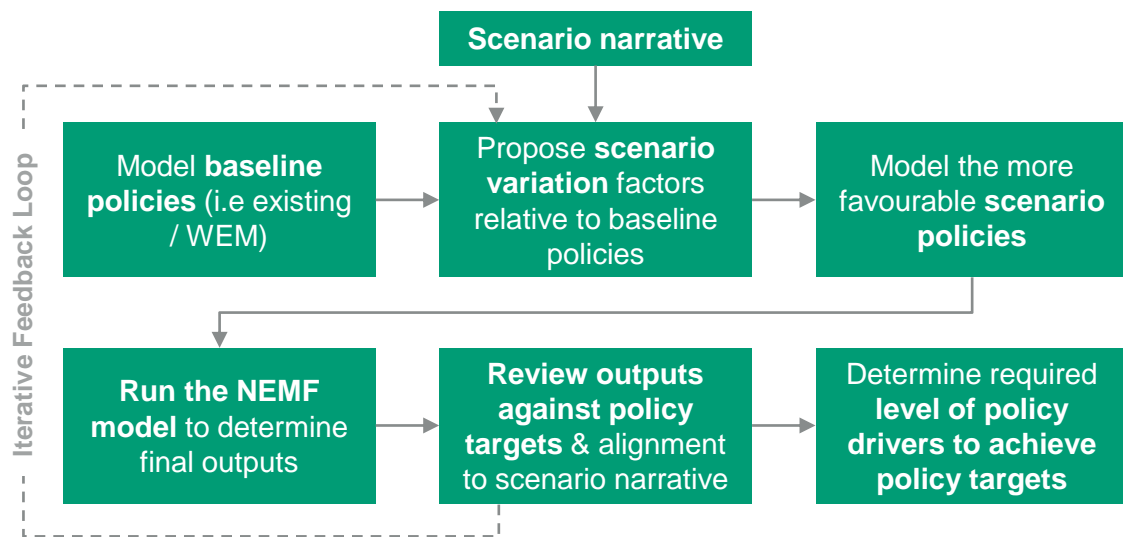 Scenario narrative
Iterative Feedback Loop
Model baseline
policies (i.e existing
/ WEM)
Propose scenario
variation factors
relative to baseline
policies
Model the more
favourable scenario
policies
Run the NEMF
model to determine
final outputs
Review outputs
against policy
targets & alignment
to scenario narrative
Determine required
level of policy
drivers to achieve
policy targets